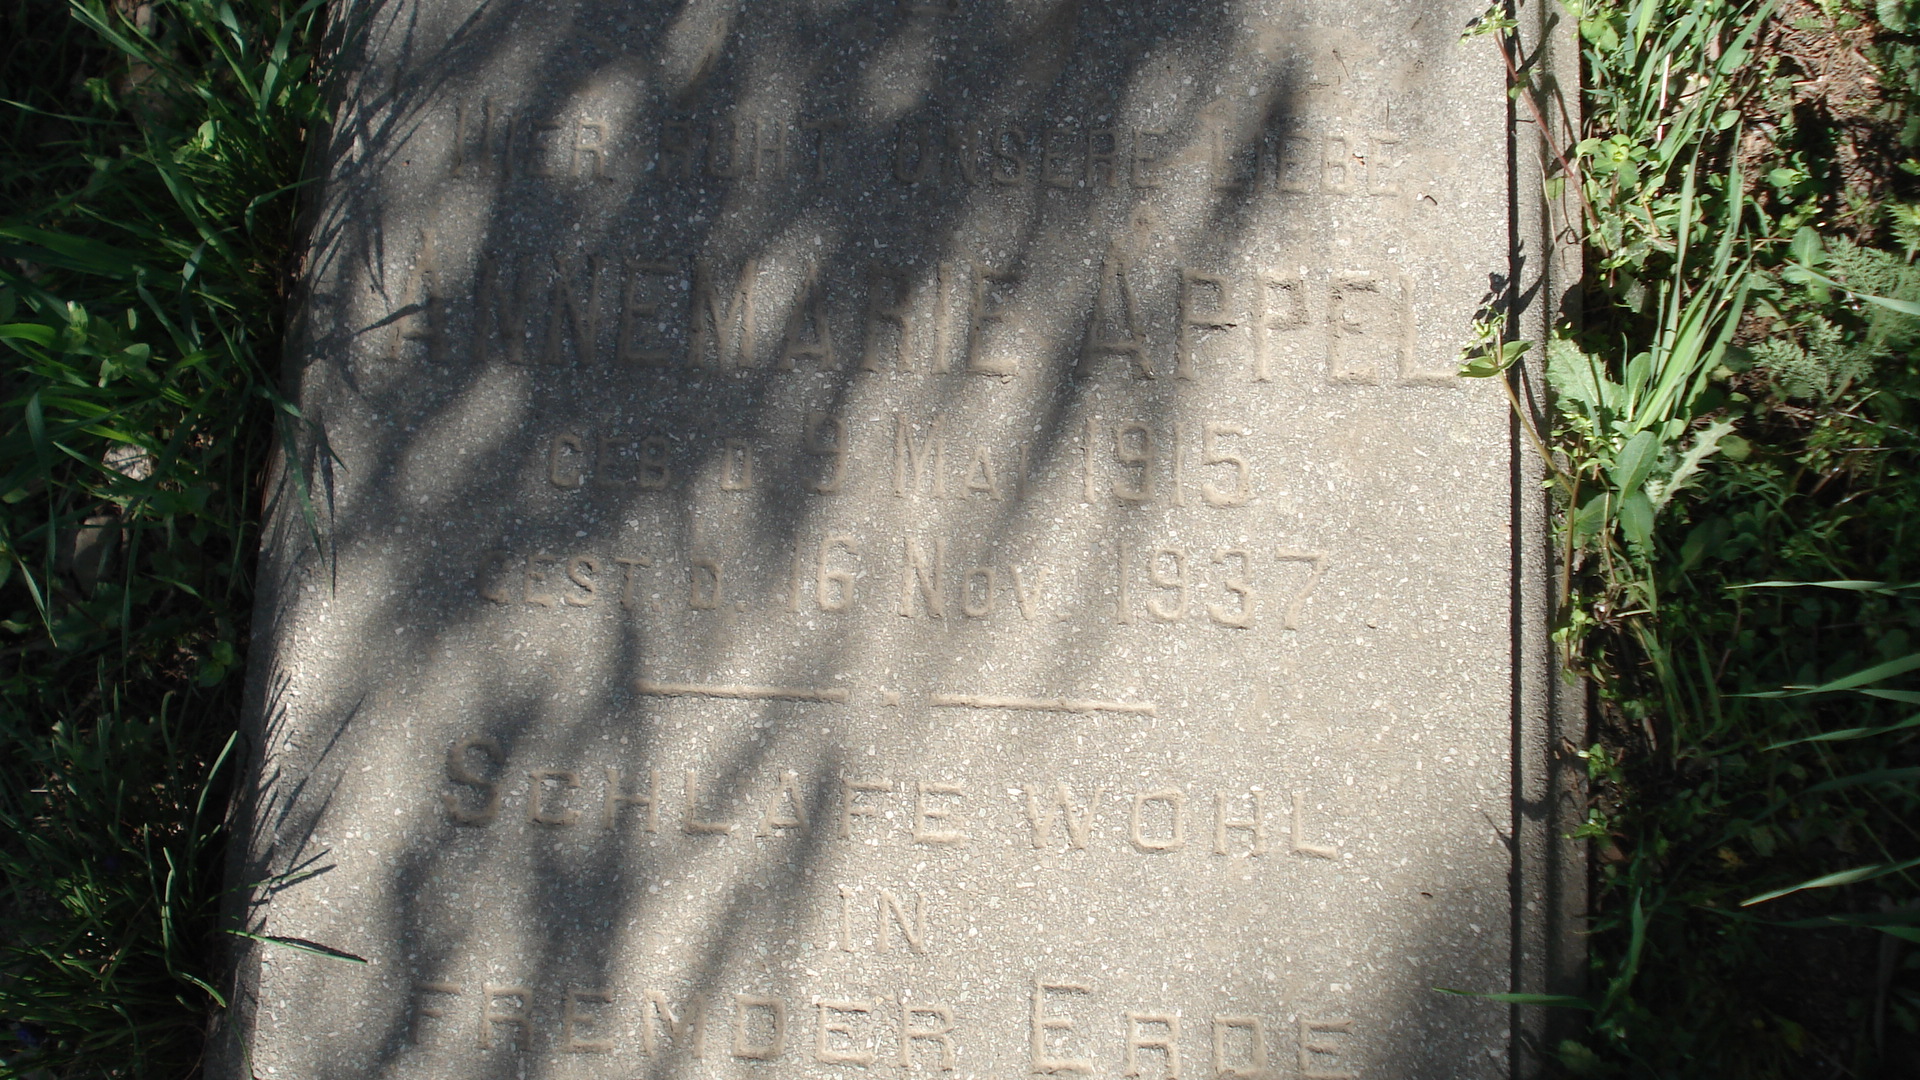 HIER RUHT UNSERE LIEBE
ANNEMARIE APPEL
GEB D 9 MAI 1915
GEST D. 16 NOV. 1937
SCHLAFE WOHL
IN
FREMDER ERDE